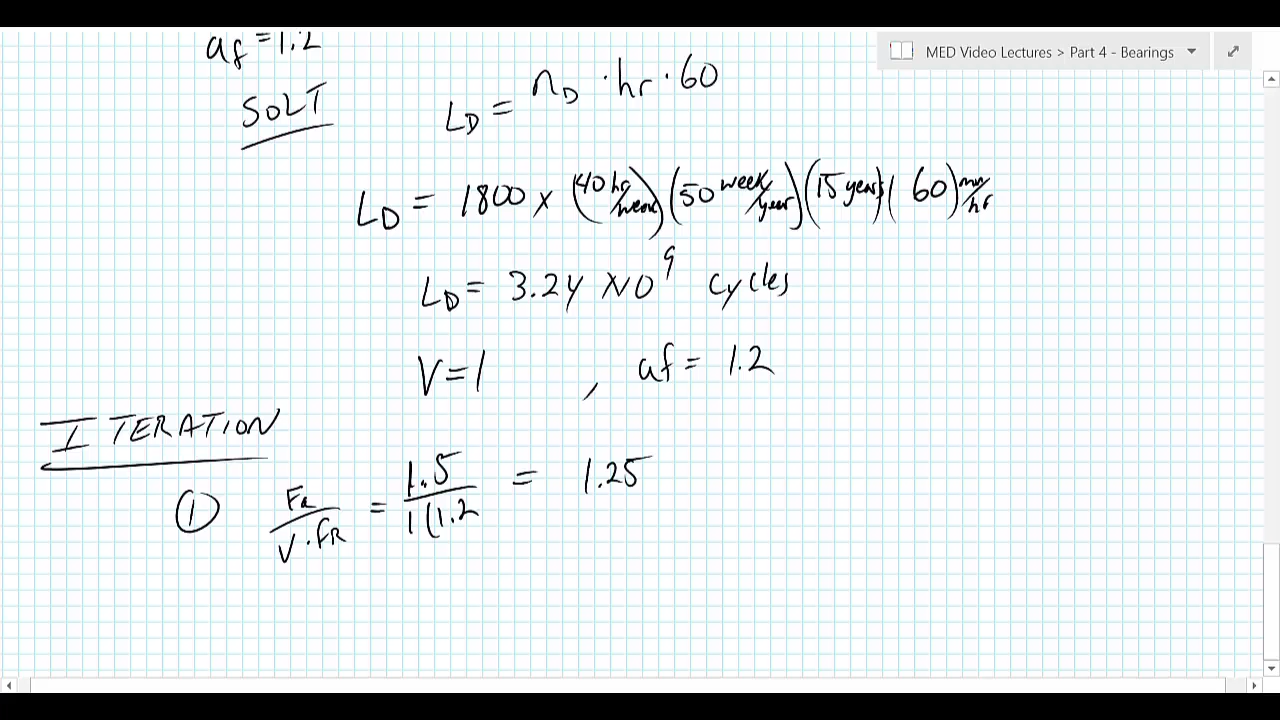 MED Video Lectures > Part 4 - Bearings
af = 1.2
SOLT
LD = nD · hr · 60
LD = 1800 x (40 hr/week) (50 week/year) (15 years) (60) min/hr
LD = 3.24 x10^9 cycles
V = 1 , af = 1.2
ITERATION
① Fa / V · FR = 1.5 / 1(1.2 = 1.25